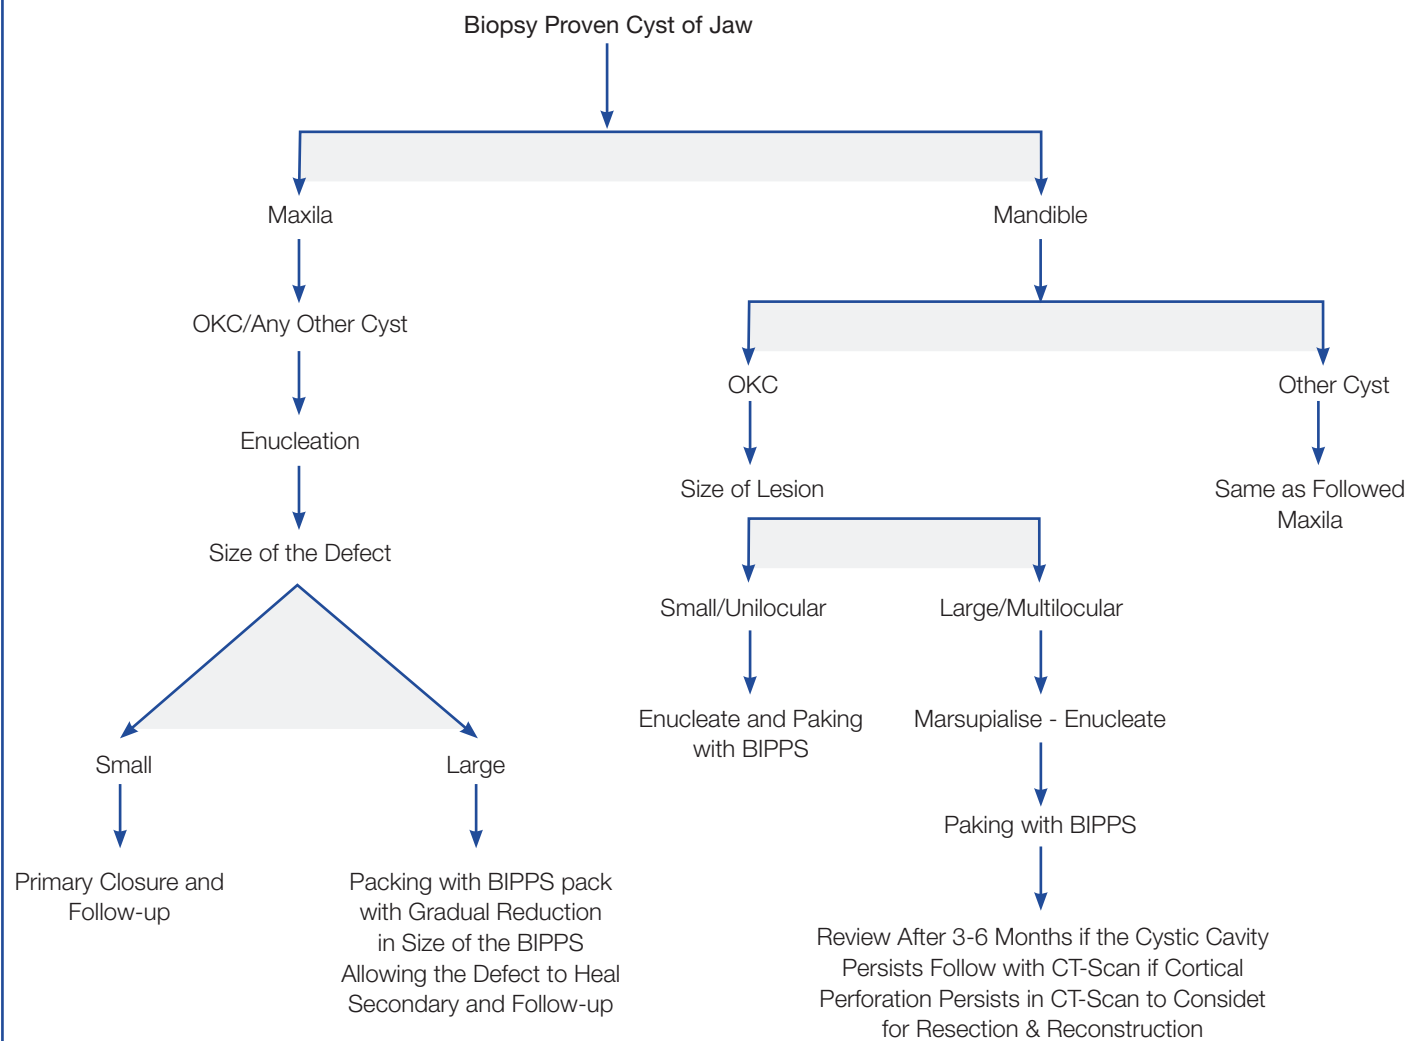 Biopsy Proven Cyst of Jaw
Maxila
Mandible
OKC/Any Other Cyst
OKC
Other Cyst
Enucleation
Size of Lesion
Same as Followed
Maxila
Size of the Defect
Small/Unilocular
Large/Multilocular
Enucleate and Paking
with BIPPS
Marsupialise - Enucleate
Small
Large
Paking with BIPPS
Primary Closure and
Follow-up
Packing with BIPPS pack
with Gradual Reduction
in Size of the BIPPS
Allowing the Defect to Heal
Secondary and Follow-up
Review After 3-6 Months if the Cystic Cavity
Persists Follow with CT-Scan if Cortical
Perforation Persists in CT-Scan to Considet
for Resection & Reconstruction